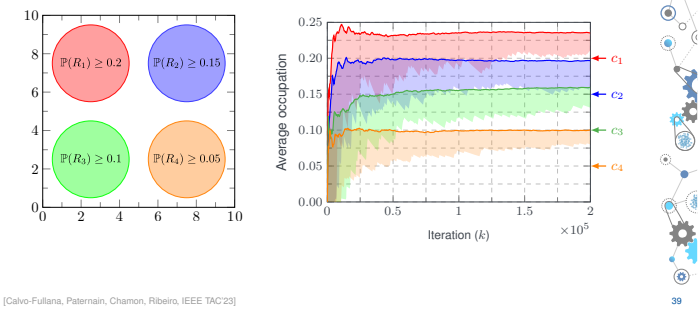 10
8
6
4
2
0
0 2 4 6 8 10
ℙ(R₁) ≥ 0.2
ℙ(R₂) ≥ 0.15
ℙ(R₃) ≥ 0.1
ℙ(R₄) ≥ 0.05
Average occupation
0.25
0.20
0.15
0.10
0.05
0.00
0 0.5 1 1.5 2
×10⁵
Iteration (k)
c₁
c₂
c₃
c₄
[Calvo-Fullana, Paternain, Chamon, Ribeiro, IEEE TAC'23]
39